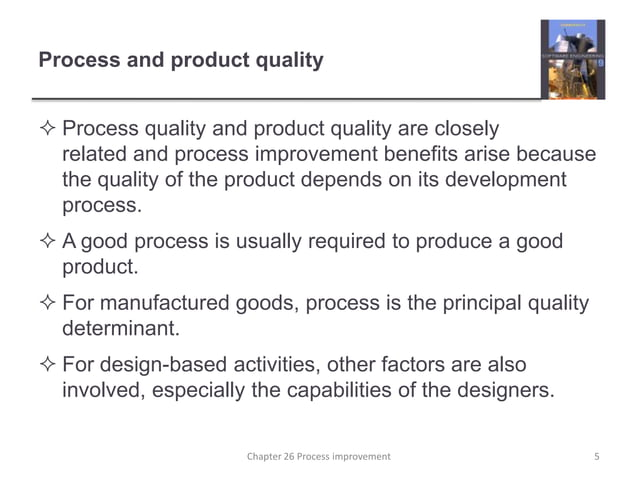 Process and product quality
SOFTWARE ENGINEERING
9
✧ Process quality and product quality are closely
related and process improvement benefits arise because
the quality of the product depends on its development
process.
✧ A good process is usually required to produce a good
product.
✧ For manufactured goods, process is the principal quality
determinant.
✧ For design-based activities, other factors are also
involved, especially the capabilities of the designers.
Chapter 26 Process improvement
5